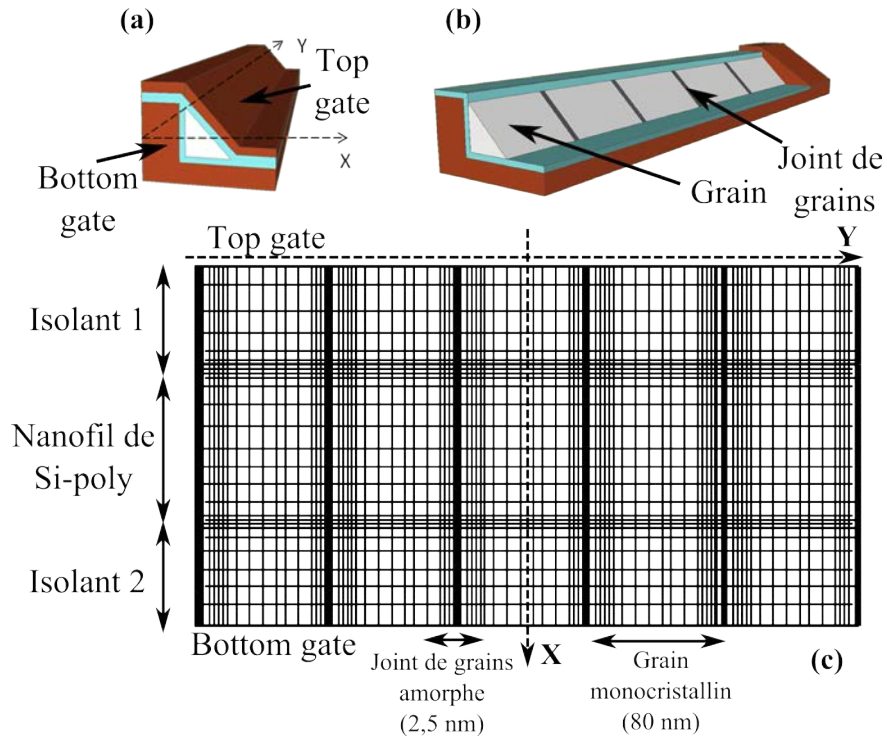 (a)
Y
Top
gate
X
Bottom
gate
(b)
Joint de
grains
Grain
Top gate
Y
Isolant 1
Nanofil de
Si-poly
Isolant 2
Bottom gate
X
(c)
Joint de grains
amorphe
(2,5 nm)
Grain
monocristallin
(80 nm)